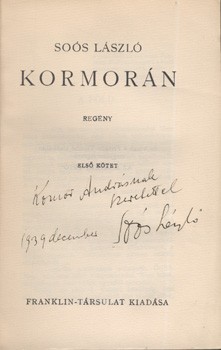 SOÓS LÁSZLÓ
KORMORÁN
REGÉNY
ELSŐ KÖTET
Komor Andrásnak
szeretettel
1939 december
Soós László
FRANKLIN-TÁRSULAT KIADÁSA